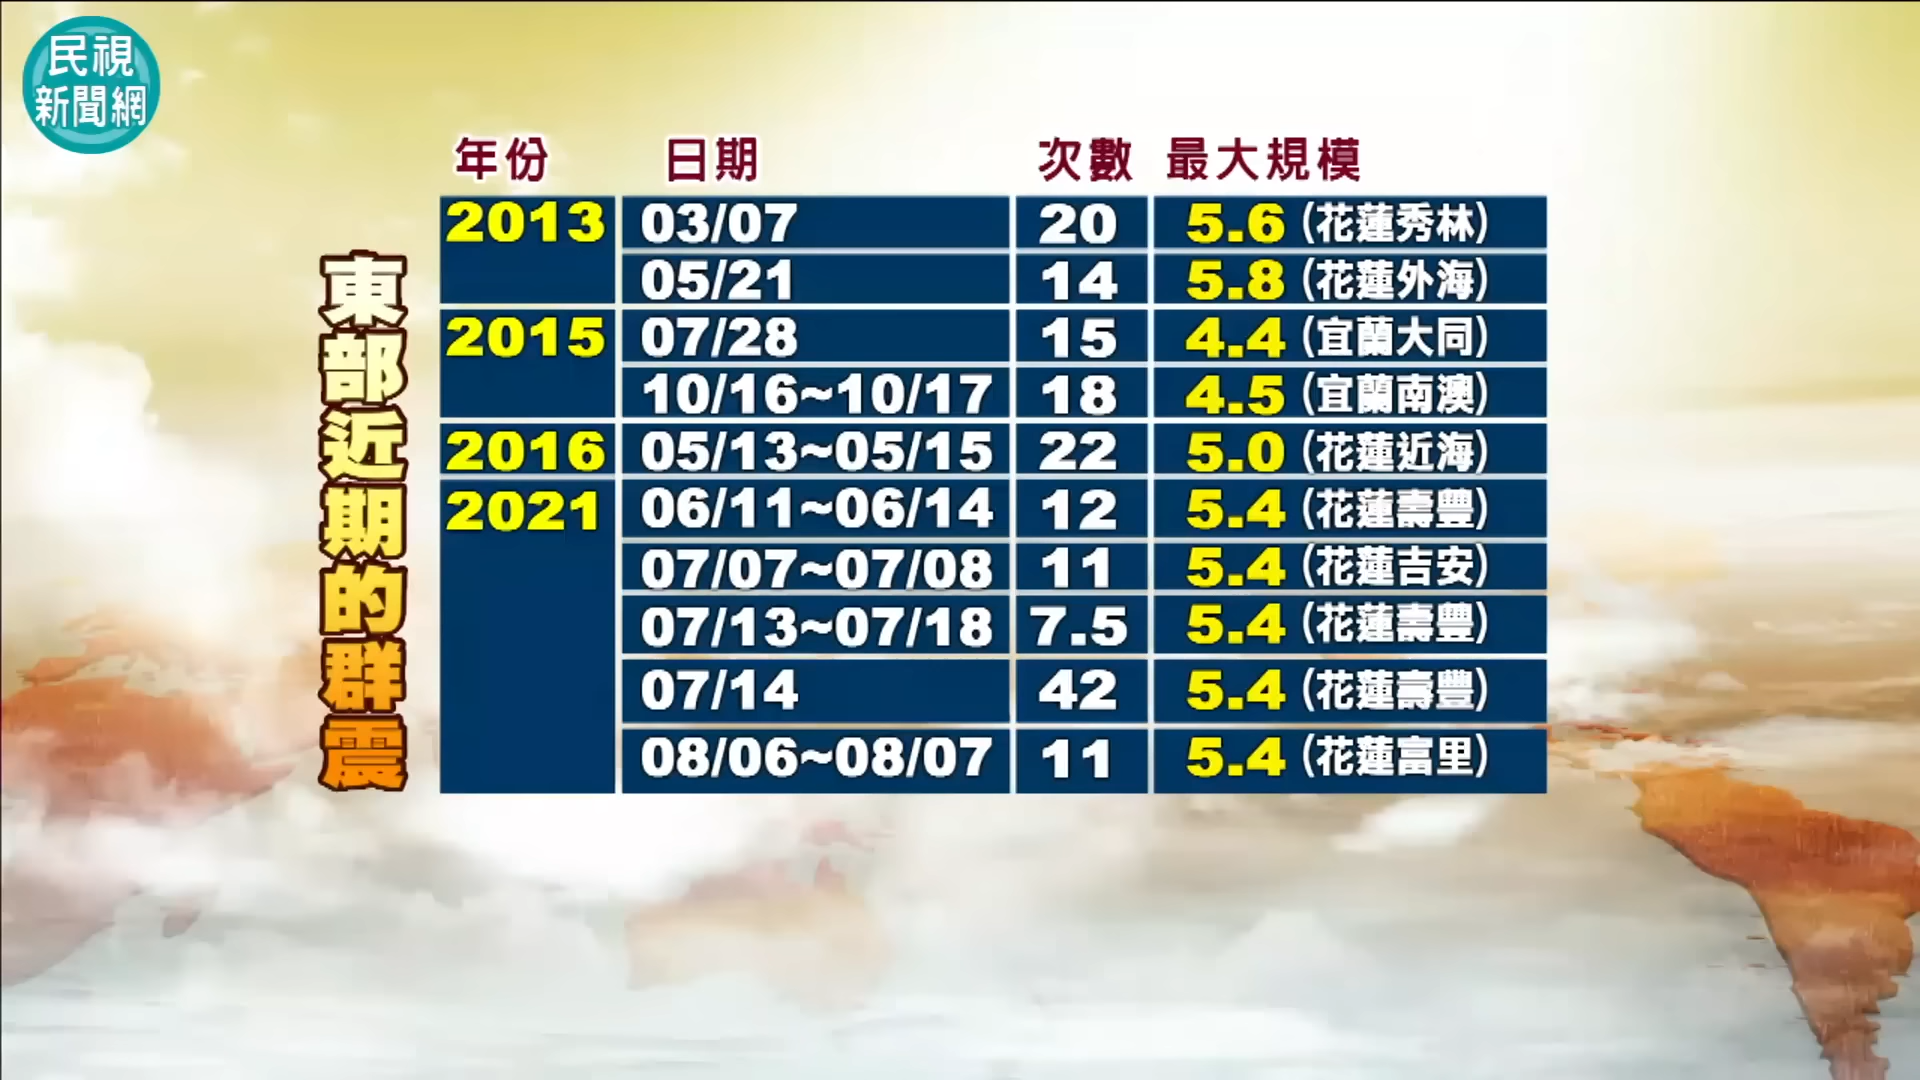 民視
新聞網
東部近期的群震
年份 日期 次數 最大規模
2013 03/07 20 5.6 (花蓮秀林)
05/21 14 5.8 (花蓮外海)
2015 07/28 15 4.4 (宜蘭大同)
10/16~10/17 18 4.5 (宜蘭南澳)
2016 05/13~05/15 22 5.0 (花蓮近海)
2021 06/11~06/14 12 5.4 (花蓮壽豐)
07/07~07/08 11 5.4 (花蓮吉安)
07/13~07/18 7.5 5.4 (花蓮壽豐)
07/14 42 5.4 (花蓮壽豐)
08/06~08/07 11 5.4 (花蓮富里)